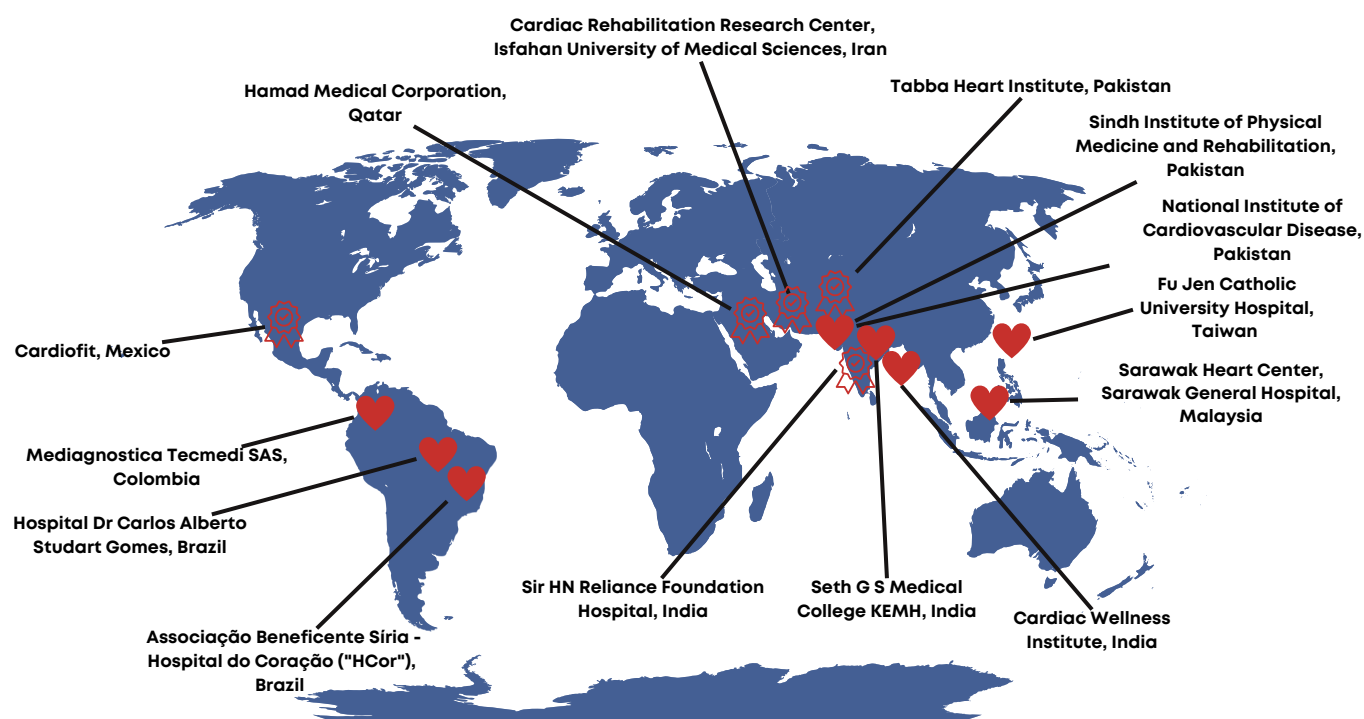 Cardiac Rehabilitation Research Center,
Isfahan University of Medical Sciences, Iran
Hamad Medical Corporation,
Qatar
Tabba Heart Institute, Pakistan
Sindh Institute of Physical
Medicine and Rehabilitation,
Pakistan
National Institute of
Cardiovascular Disease,
Pakistan
Fu Jen Catholic
University Hospital,
Taiwan
Cardiofit, Mexico
Sarawak Heart Center,
Sarawak General Hospital,
Malaysia
Mediagnostica Tecmedi SAS,
Colombia
Hospital Dr Carlos Alberto
Studart Gomes, Brazil
Sir HN Reliance Foundation
Hospital, India
Seth G S Medical
College KEMH, India
Cardiac Wellness
Institute, India
Associação Beneficente Síria -
Hospital do Coração ("HCor"),
Brazil